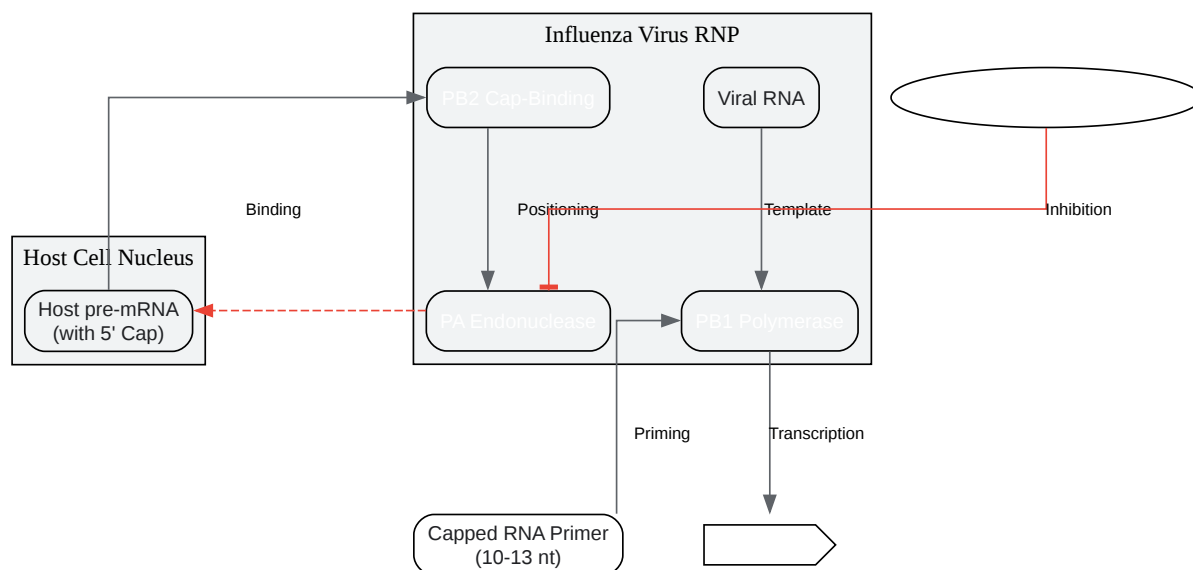 Influenza Virus RNP
PB2 Cap-Binding
Viral RNA
Binding
Positioning
Template
Inhibition
Host Cell Nucleus
Host pre-mRNA
(with 5' Cap)
PA Endonuclease
PB1 Polymerase
Priming
Transcription
Capped RNA Primer
(10-13 nt)